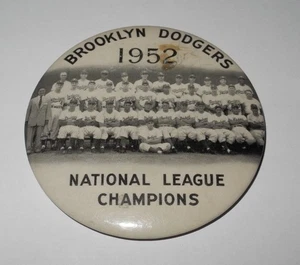 BROOKLYN DODGERS
1952
NATIONAL LEAGUE
CHAMPIONS